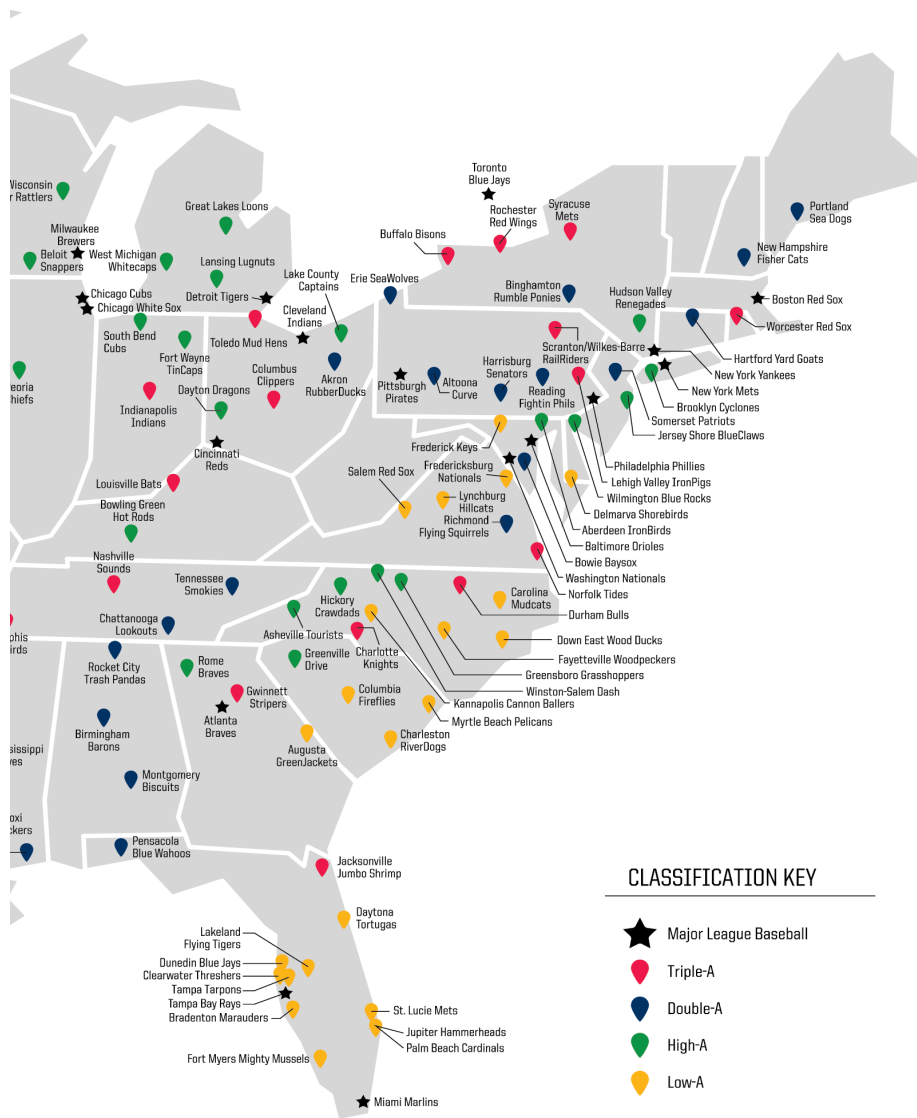 Toronto
Blue Jays
Wisconsin
r Rattlers
Great Lakes Loons
Rochester
Red Wings
Syracuse
Mets
Portland
Sea Dogs
Milwaukee
Brewers
Buffalo Bisons
Beloit
Snappers
West Michigan
Whitecaps
Lansing Lugnuts
Lake County
Captains
New Hampshire
Fisher Cats
Erie SeaWolves
Binghamton
Rumble Ponies
Hudson Valley
Renegades
Chicago Cubs
Chicago White Sox
Detroit Tigers
Cleveland
Indians
Boston Red Sox
South Bend
Cubs
Fort Wayne
TinCaps
Toledo Mud Hens
Scranton/Wilkes-Barre
RailRiders
Worcester Red Sox
eoria
hiefs
Indianapolis
Indians
Dayton Dragons
Columbus
Clippers
Akron
RubberDucks
Pittsburgh
Pirates
Altoona
Curve
Harrisburg
Senators
Reading
Fightin Phils
Hartford Yard Goats
New York Yankees
New York Mets
Brooklyn Cyclones
Somerset Patriots
Jersey Shore BlueClaws
Cincinnati
Reds
Frederick Keys
Louisville Bats
Salem Red Sox
Fredericksburg
Nationals
Philadelphia Phillies
Lehigh Valley IronPigs
Wilmington Blue Rocks
Delmarva Shorebirds
Aberdeen IronBirds
Baltimore Orioles
Bowie Baysox
Washington Nationals
Norfolk Tides
Bowling Green
Hot Rods
Lynchburg
Hillcats
Richmond
Flying Squirrels
Nashville
Sounds
Tennessee
Smokies
Hickory
Crawdads
Carolina
Mudcats
Durham Bulls
Chattanooga
Lookouts
Asheville Tourists
Charlotte
Knights
Down East Wood Ducks
Fayetteville Woodpeckers
Greensboro Grasshoppers
Winston-Salem Dash
Kannapolis Cannon Ballers
Myrtle Beach Pelicans
phis
irds
Rocket City
Trash Pandas
Rome
Braves
Greenville
Drive
Gwinnett
Stripers
Columbia
Fireflies
Atlanta
Braves
Birmingham
Barons
Augusta
GreenJackets
Charleston
RiverDogs
ssissippi
ves
Montgomery
Biscuits
oxi
ckers
Pensacola
Blue Wahoos
Jacksonville
Jumbo Shrimp
Daytona
Tortugas
Lakeland
Flying Tigers
Dunedin Blue Jays
Clearwater Threshers
Tampa Tarpons
Tampa Bay Rays
Bradenton Marauders
St. Lucie Mets
Jupiter Hammerheads
Palm Beach Cardinals
Fort Myers Mighty Mussels
Miami Marlins
CLASSIFICATION KEY
Major League Baseball
Triple-A
Double-A
High-A
Low-A